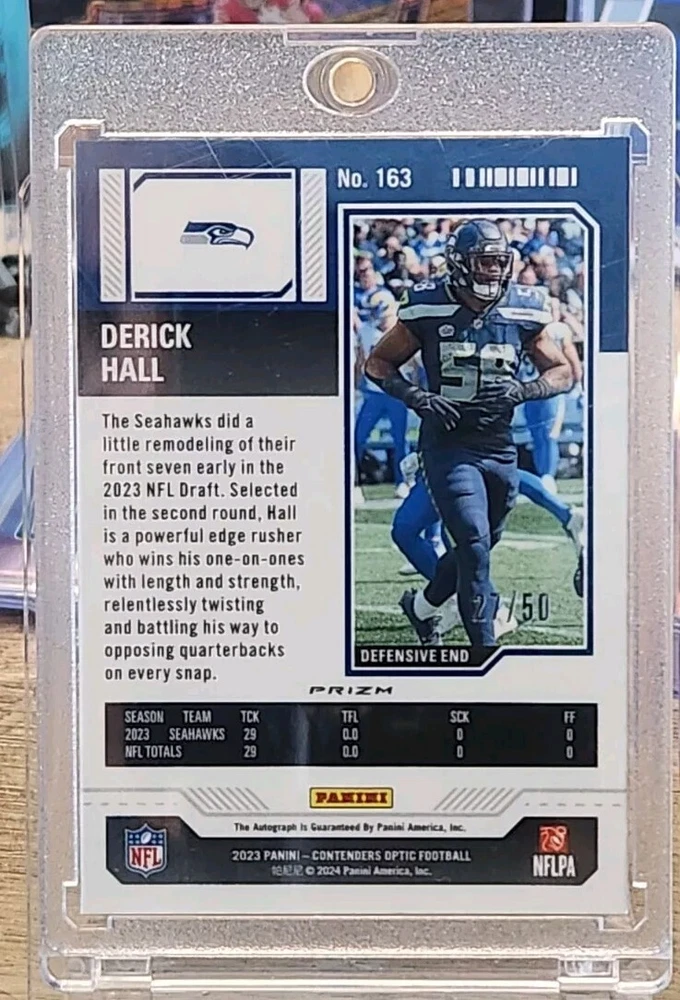 No. 163
DERICK
HALL
The Seahawks did a
little remodeling of their
front seven early in the
2023 NFL Draft. Selected
in the second round, Hall
is a powerful edge rusher
who wins his one-on-ones
with length and strength,
relentlessly twisting
and battling his way to
opposing quarterbacks
on every snap.
58
58
27/50
DEFENSIVE END
PRIZM
SEASON TEAM TCK TFL SCK FF
2023 SEAHAWKS 29 0.0 0 0
NFL TOTALS 29 0.0 0 0
PANINI
The Autograph Is Guaranteed By Panini America, Inc.
NFL
2023 PANINI – CONTENDERS OPTIC FOOTBALL
帕尼尼 © 2024 Panini America, Inc.
NFLPA